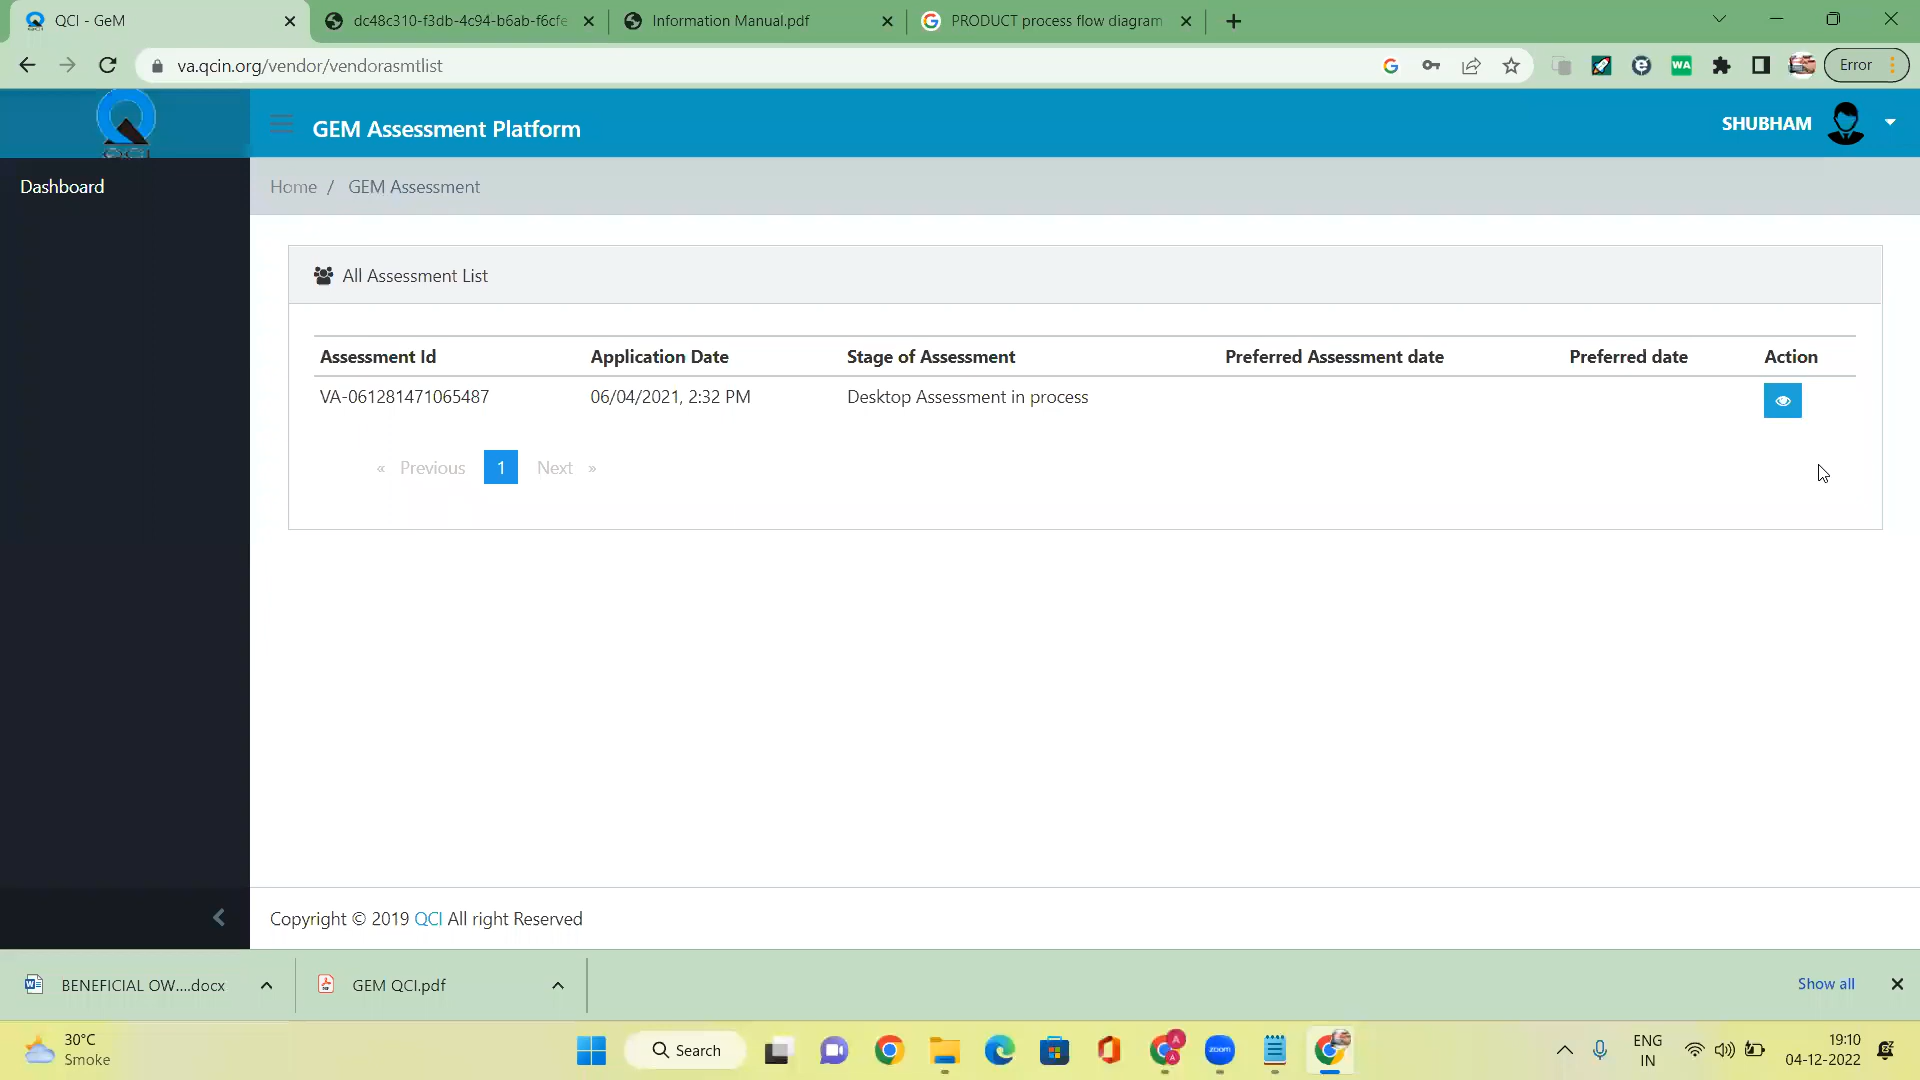 QCI - GeM
dc48c310-f3db-4c94-b6ab-f6cfe
Information Manual.pdf
PRODUCT process flow diagram
va.qcin.org/vendor/vendorasmtlist
WA
Error
QCI
GEM Assessment Platform
SHUBHAM
Dashboard
Home / GEM Assessment
All Assessment List
Assessment Id Application Date Stage of Assessment Preferred Assessment date Preferred date Action
VA-061281471065487 06/04/2021, 2:32 PM Desktop Assessment in process
« Previous 1 Next »
Copyright © 2019 QCI All right Reserved
BENEFICIAL OW....docx
GEM QCI.pdf
Show all
30°C
Smoke
Search
zoom
ENG
IN
19:10
04-12-2022